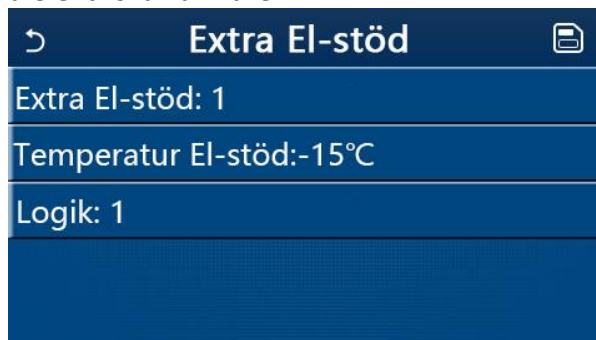 Extra El-stöd
Extra El-stöd: 1
Temperatur El-stöd:-15℃
Logik: 1